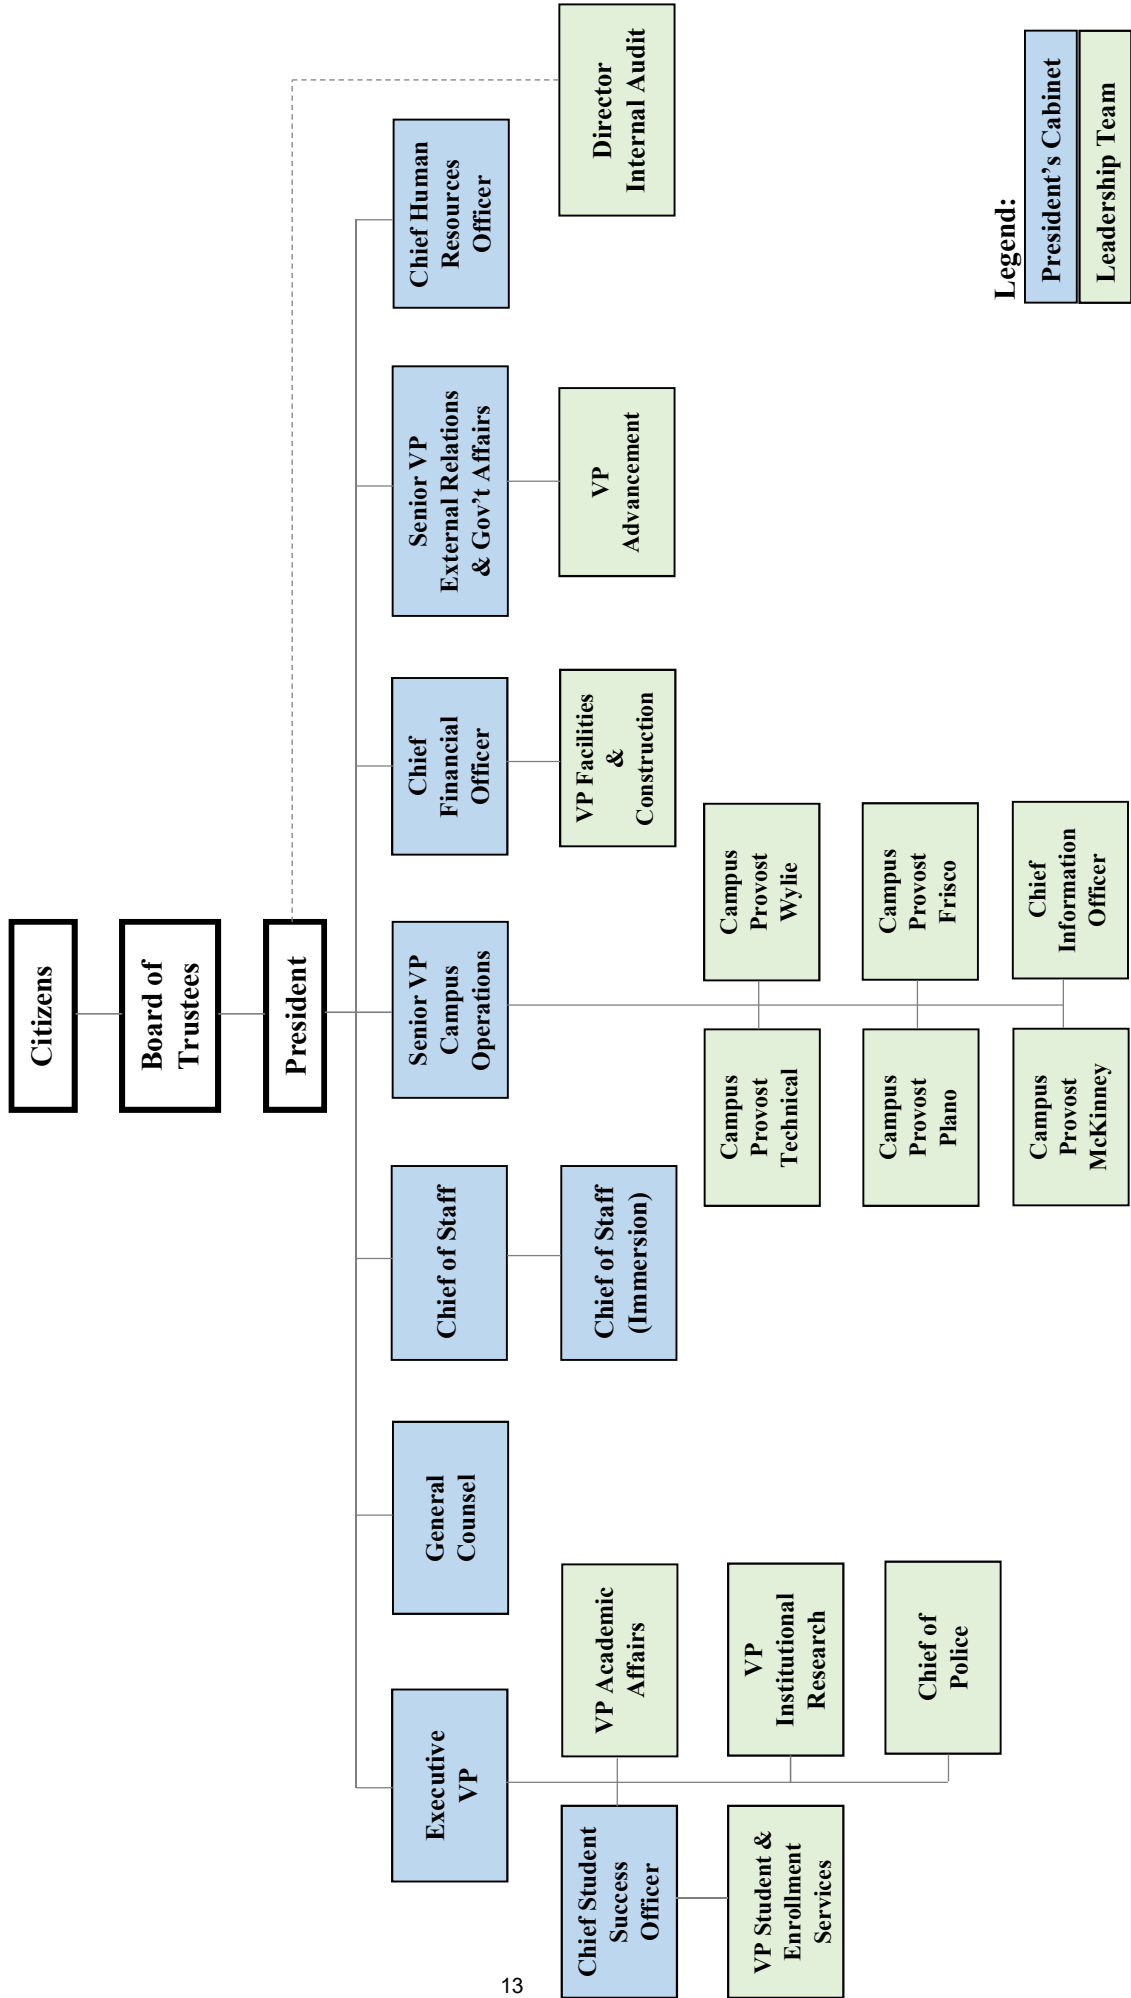 Citizens
Board of
Trustees
President
Executive
VP
General
Counsel
Chief of Staff
Senior VP
Campus
Operations
Chief
Financial
Officer
Senior VP
External Relations
& Gov’t Affairs
Chief Human
Resources
Officer
Chief Student
Success
Officer
VP Academic
Affairs
Chief of Staff
(Immersion)
VP Facilities
&
Construction
VP
Advancement
Director
Internal Audit
VP Student &
Enrollment
Services
VP
Institutional
Research
Chief of
Police
Campus
Provost
Technical
Campus
Provost
Wylie
Campus
Provost
Plano
Campus
Provost
Frisco
Campus
Provost
McKinney
Chief
Information
Officer
Legend:
President’s Cabinet
Leadership Team
13